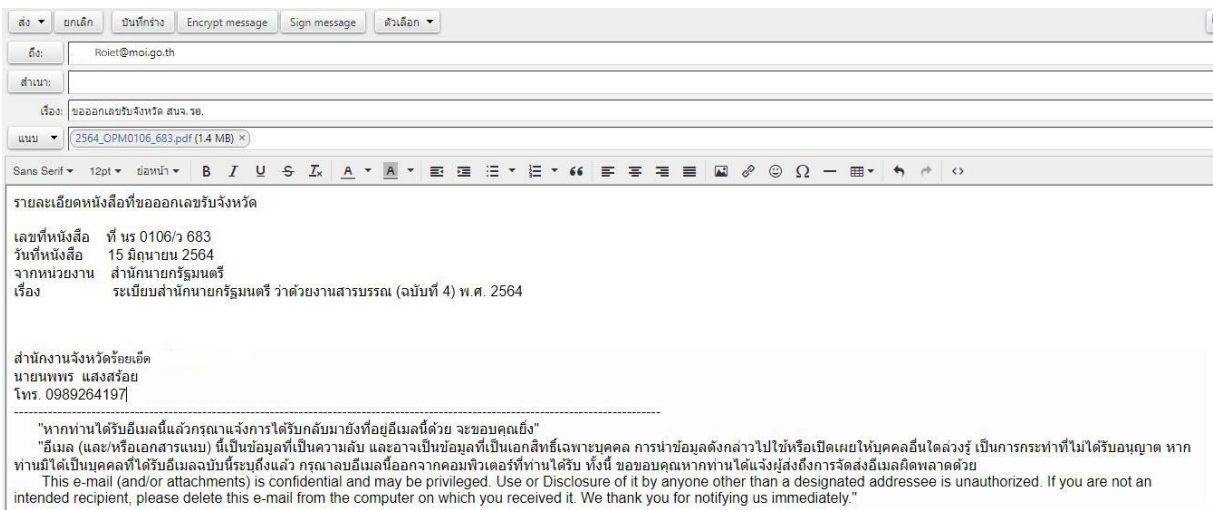 ส่ง ยกเลิก บันทึกร่าง Encrypt message Sign message ตัวเลือก
ถึง: Roiet@moi.go.th
สำเนา:
เรื่อง: ขอออกเลขรับจังหวัด สนจ.รอ.
แนบ 2564_OPM0106_683.pdf (1.4 MB) ×
Sans Serif 12pt ย่อหน้า B I U S Ix A A
รายละเอียดหนังสือที่ขอออกเลขรับจังหวัด
เลขที่หนังสือ ที่ นร 0106/ว 683
วันที่หนังสือ 15 มิถุนายน 2564
จากหน่วยงาน สำนักนายกรัฐมนตรี
เรื่อง ระเบียบสำนักนายกรัฐมนตรี ว่าด้วยงานสารบรรณ (ฉบับที่ 4) พ.ศ. 2564
สำนักงานจังหวัดร้อยเอ็ด
นายนพพร แสงสร้อย
โทร. 0989264197
"หากท่านได้รับอีเมลนี้แล้วกรุณาแจ้งการได้รับกลับมายังที่อยู่อีเมลนี้ด้วย จะขอบคุณยิ่ง"
"อีเมล (และ/หรือเอกสารแนบ) นี้เป็นข้อมูลที่เป็นความลับ และอาจเป็นข้อมูลที่เป็นเอกสิทธิ์เฉพาะบุคคล การนำข้อมูลดังกล่าวไปใช้หรือเปิดเผยให้บุคคลอื่นใดล่วงรู้ เป็นการกระทำที่ไม่ได้รับอนุญาต หาก
ท่านมิได้เป็นบุคคลที่ได้รับอีเมลฉบับนี้ระบุถึงแล้ว กรุณาลบอีเมลนี้ออกจากคอมพิวเตอร์ที่ท่านได้รับ ทั้งนี้ ขอขอบคุณหากท่านได้แจ้งผู้ส่งถึงการจัดส่งอีเมลผิดพลาดด้วย
This e-mail (and/or attachments) is confidential and may be privileged. Use or Disclosure of it by anyone other than a designated addressee is unauthorized. If you are not an
intended recipient, please delete this e-mail from the computer on which you received it. We thank you for notifying us immediately."